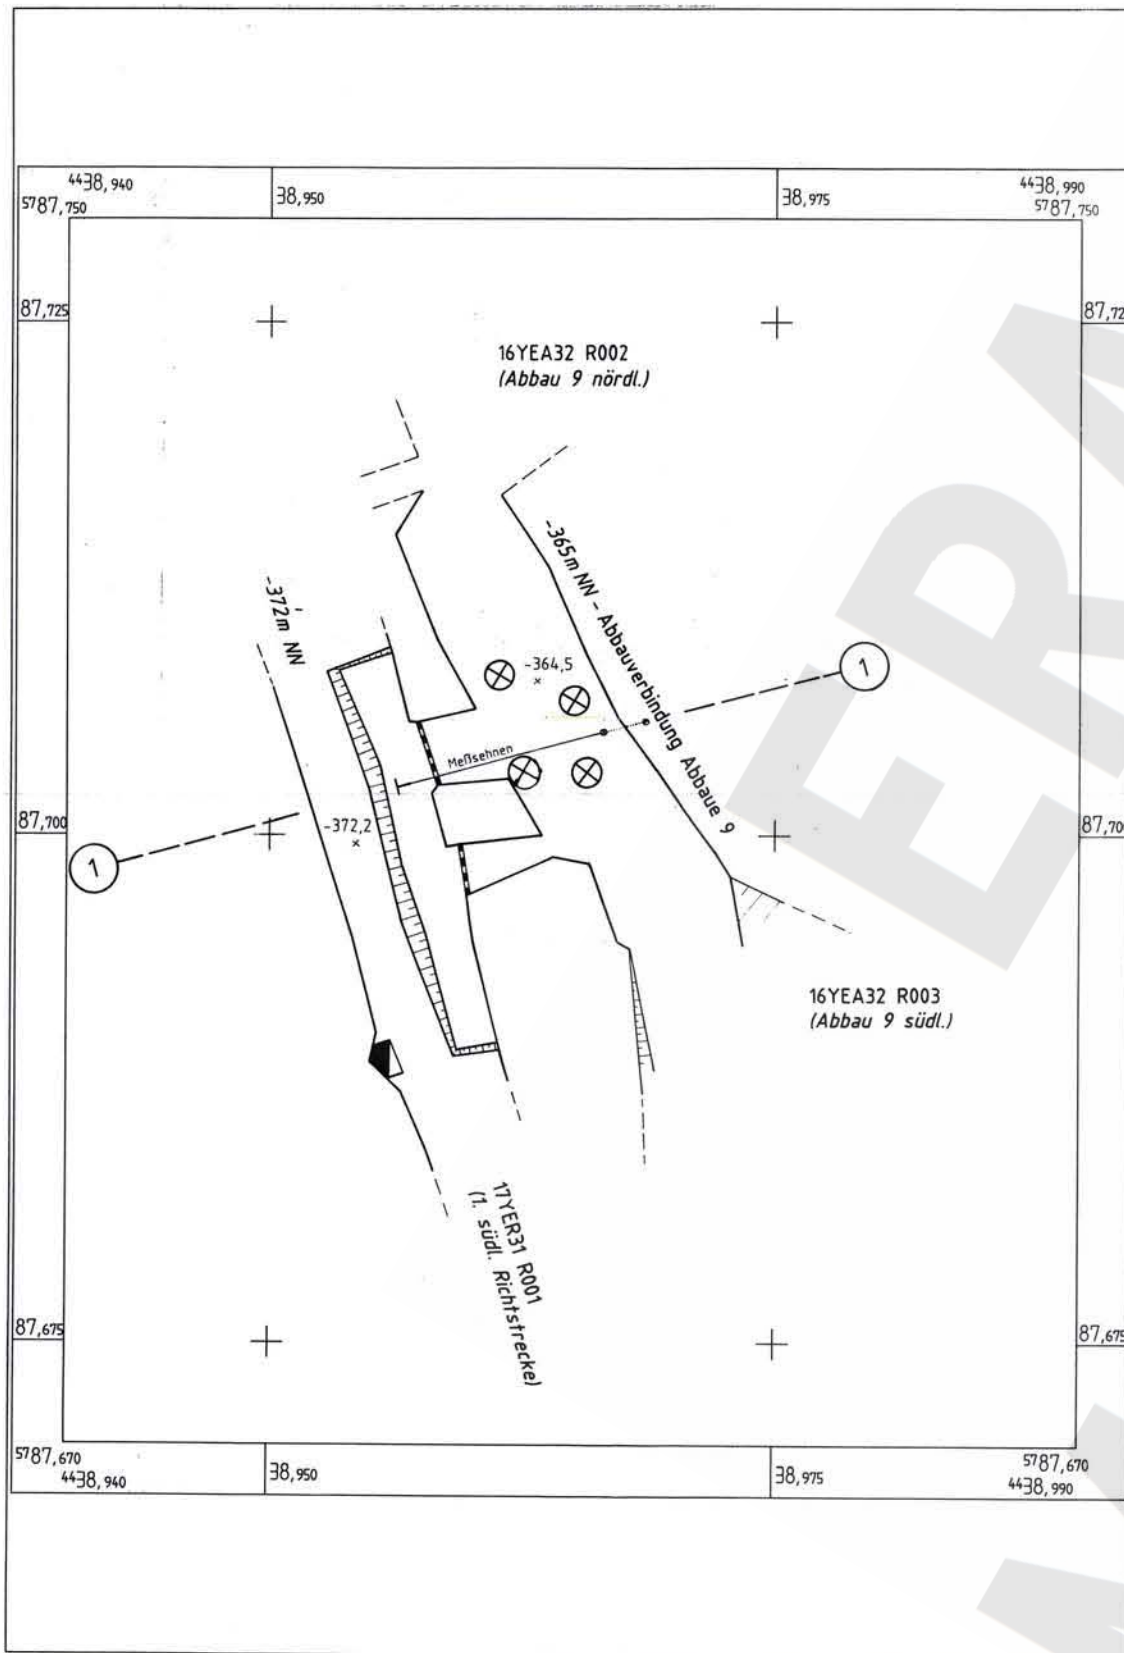 4438,940
38,950
38,975
4438,990
5787,750
5787,750
87,725
87,72
16YEA32 R002
(Abbau 9 nördl.)
-365m NN - Abbauverbindung Abbaue 9
-372m NN
-364,5
×
1
Meßsehnen
-372,2
×
87,700
87,70
1
16YEA32 R003
(Abbau 9 südl.)
17YER31 R001
(1. südl. Richtstrecke)
87,675
87,675
5787,670
4438,940
38,950
38,975
5787,670
4438,990
ERA